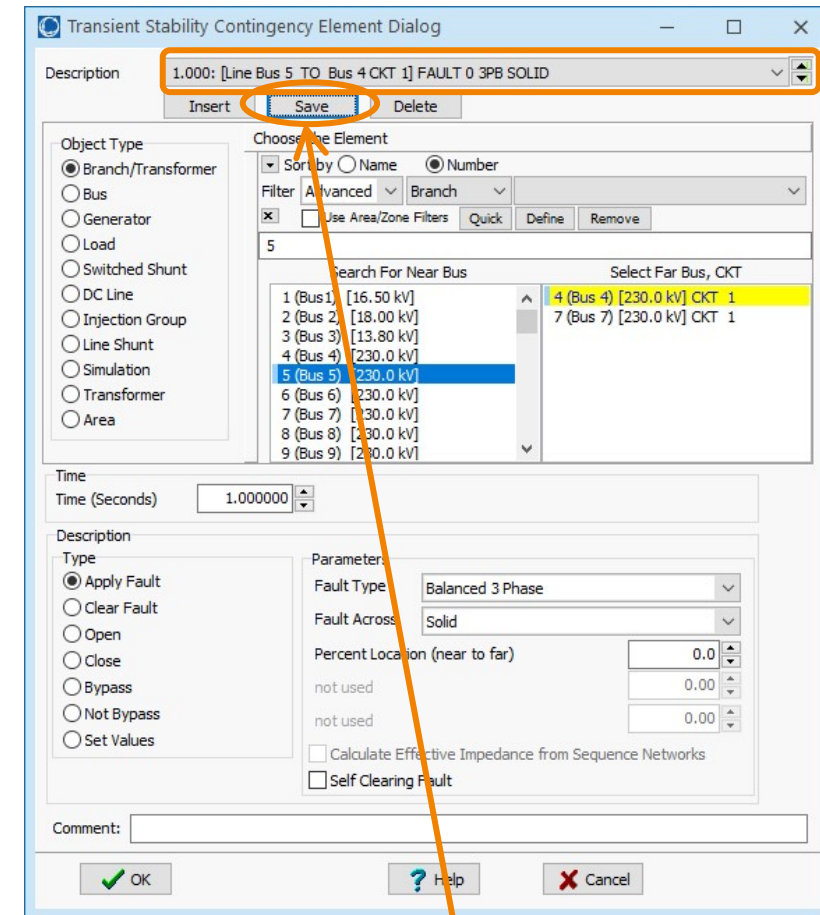 Transient Stability Contingency Element Dialog
Description 1.000: [Line Bus 5 TO Bus 4 CKT 1] FAULT 0 3PB SOLID
Insert Save Delete
Object Type
Branch/Transformer
Bus
Generator
Load
Switched Shunt
DC Line
Injection Group
Line Shunt
Simulation
Transformer
Area
Choose the Element
Sort by Name Number
Filter Advanced Branch
Use Area/Zone Filters Quick Define Remove
5
Search For Near Bus
1 (Bus1) [16.50 kV]
2 (Bus 2) [18.00 kV]
3 (Bus 3) [13.80 kV]
4 (Bus 4) [230.0 kV]
5 (Bus 5) [230.0 kV]
6 (Bus 6) [230.0 kV]
7 (Bus 7) [230.0 kV]
8 (Bus 8) [230.0 kV]
9 (Bus 9) [230.0 kV]
Select Far Bus, CKT
4 (Bus 4) [230.0 kV] CKT 1
7 (Bus 7) [230.0 kV] CKT 1
Time
Time (Seconds) 1.000000
Description
Type
Apply Fault
Clear Fault
Open
Close
Bypass
Not Bypass
Set Values
Parameters
Fault Type Balanced 3 Phase
Fault Across Solid
Percent Location (near to far) 0.0
not used 0.00
not used 0.00
Calculate Effective Impedance from Sequence Networks
Self Clearing Fault
Comment:
OK ? Help Cancel